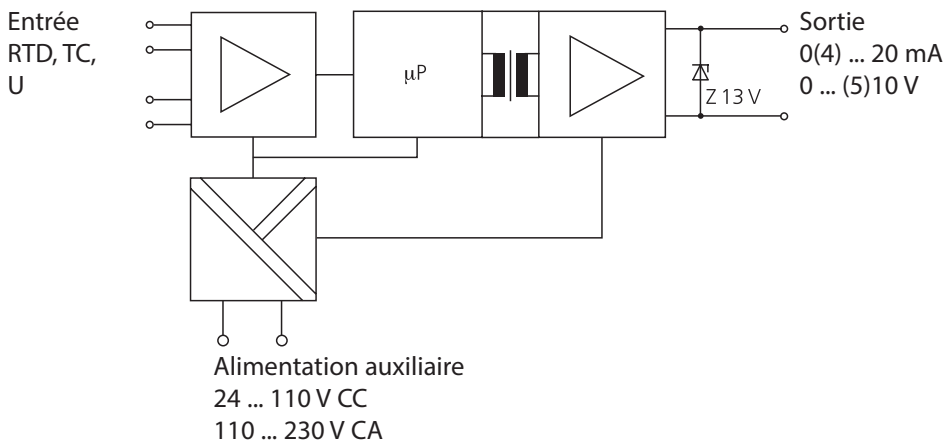 Entrée
RTD, TC,
U
µP
Z 13 V
Sortie
0(4) ... 20 mA
0 ... (5)10 V
Alimentation auxiliaire
24 ... 110 V CC
110 ... 230 V CA